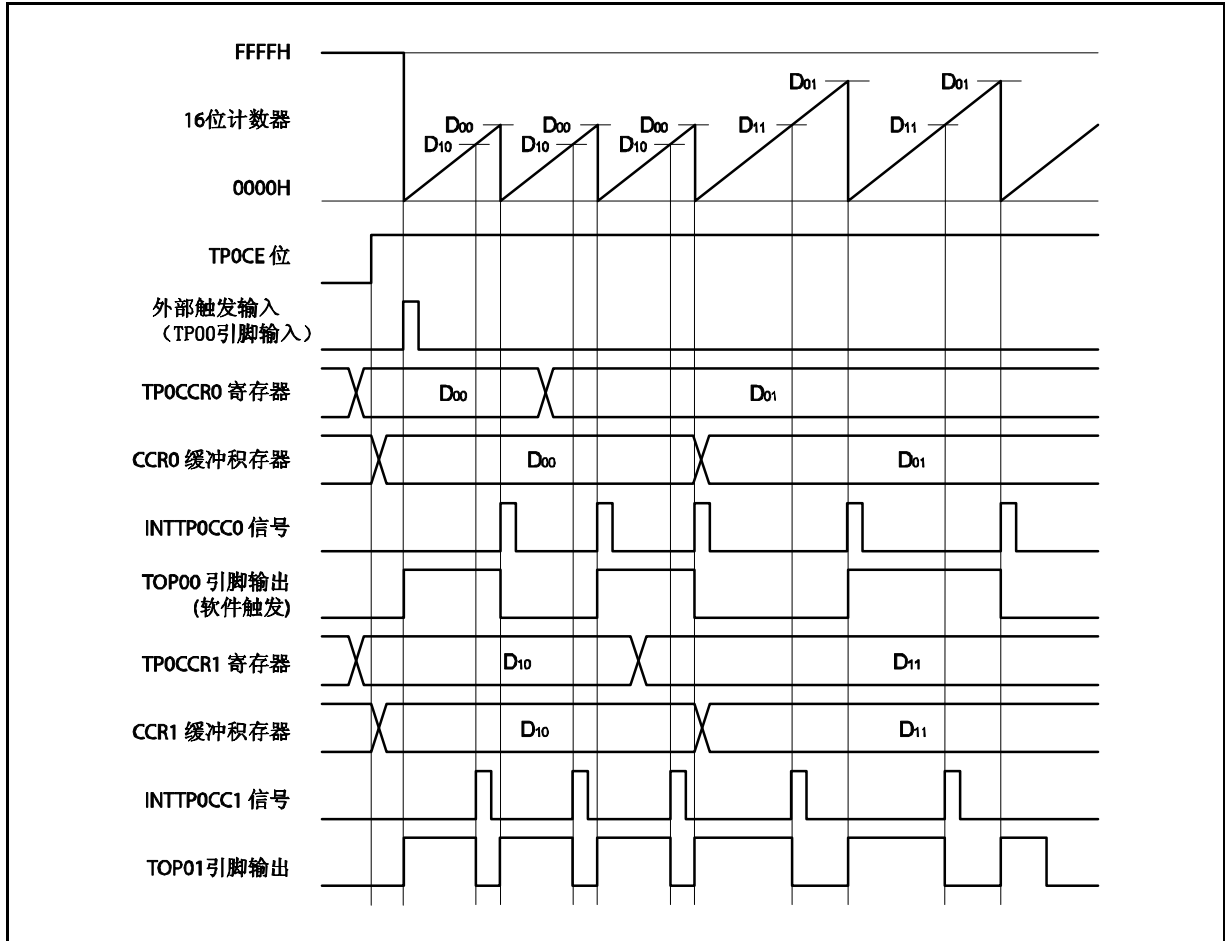 FFFFH
16位计数器
0000H
D00 D00 D00 D01 D01
D10 D10 D10 D11 D11
TP0CE 位
外部触发输入
（TP00引脚输入）
TP0CCR0 寄存器 D00 D01
CCR0 缓冲积存器 D00 D01
INTTP0CC0 信号
TOP00 引脚输出
(软件触发)
TP0CCR1 寄存器 D10 D11
CCR1 缓冲积存器 D10 D11
INTTP0CC1 信号
TOP01引脚输出